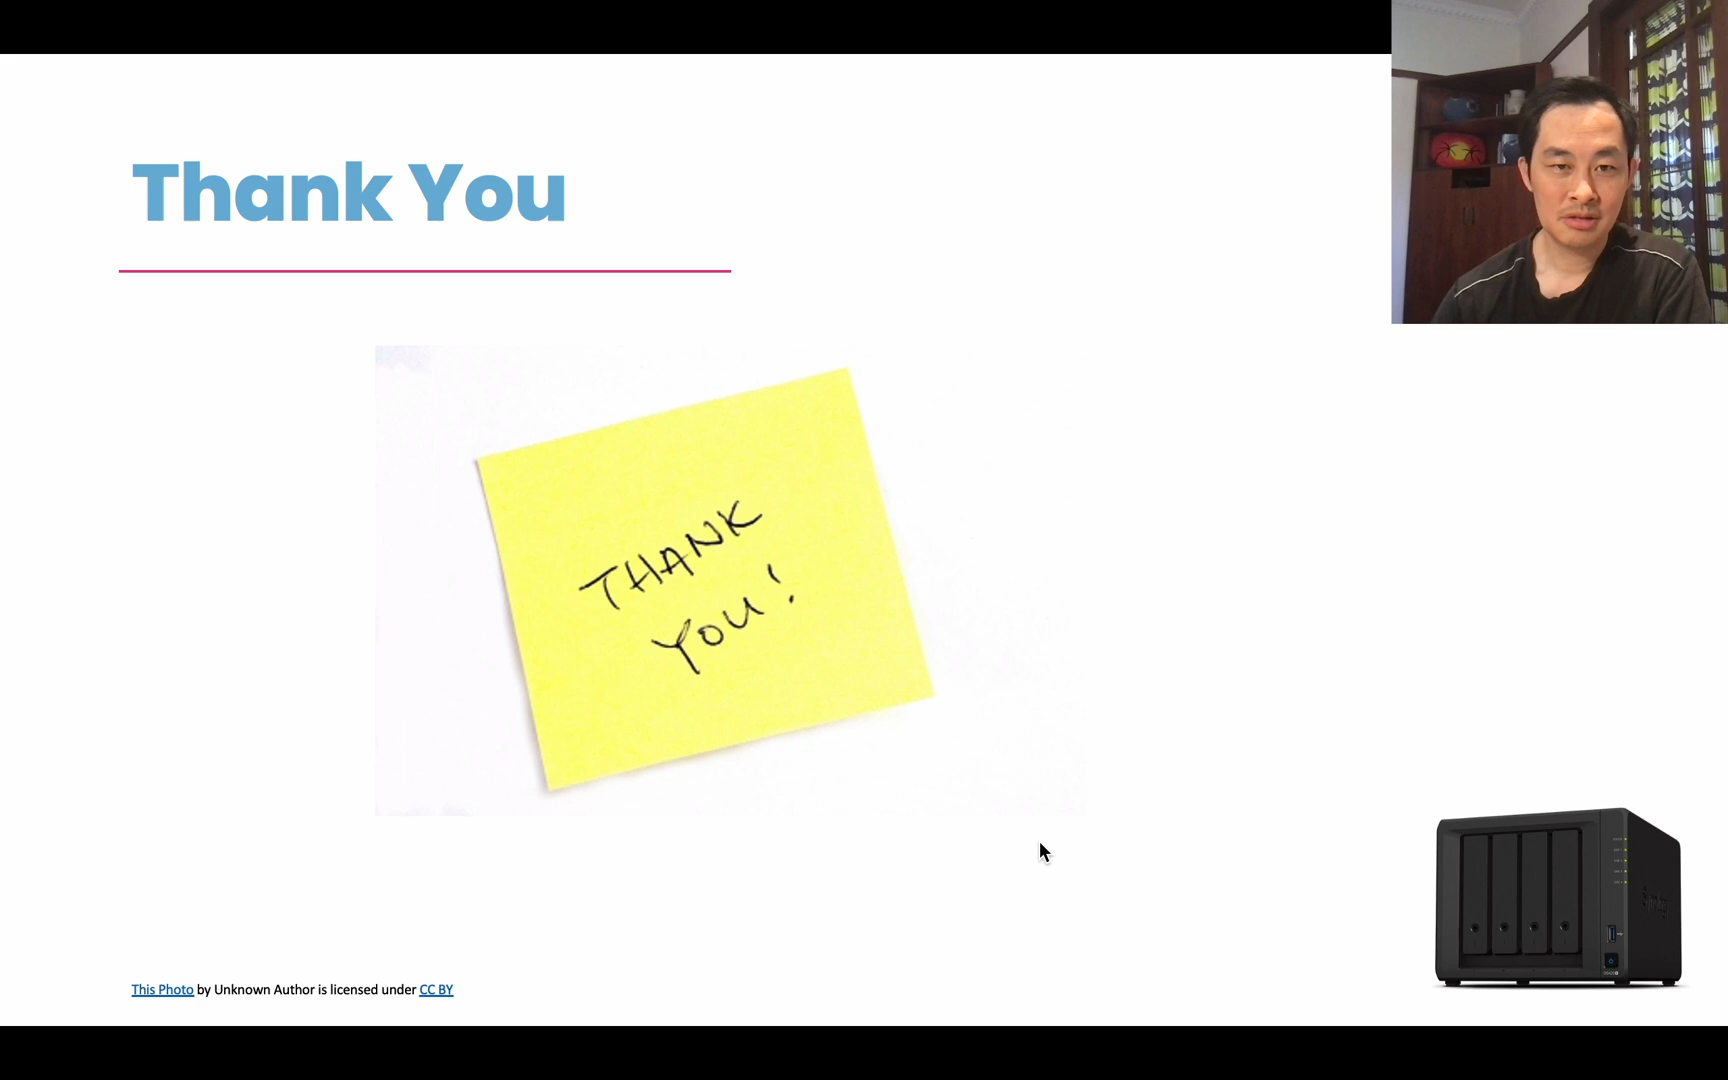 Thank You
THANK
YOU!
This Photo by Unknown Author is licensed under CC BY